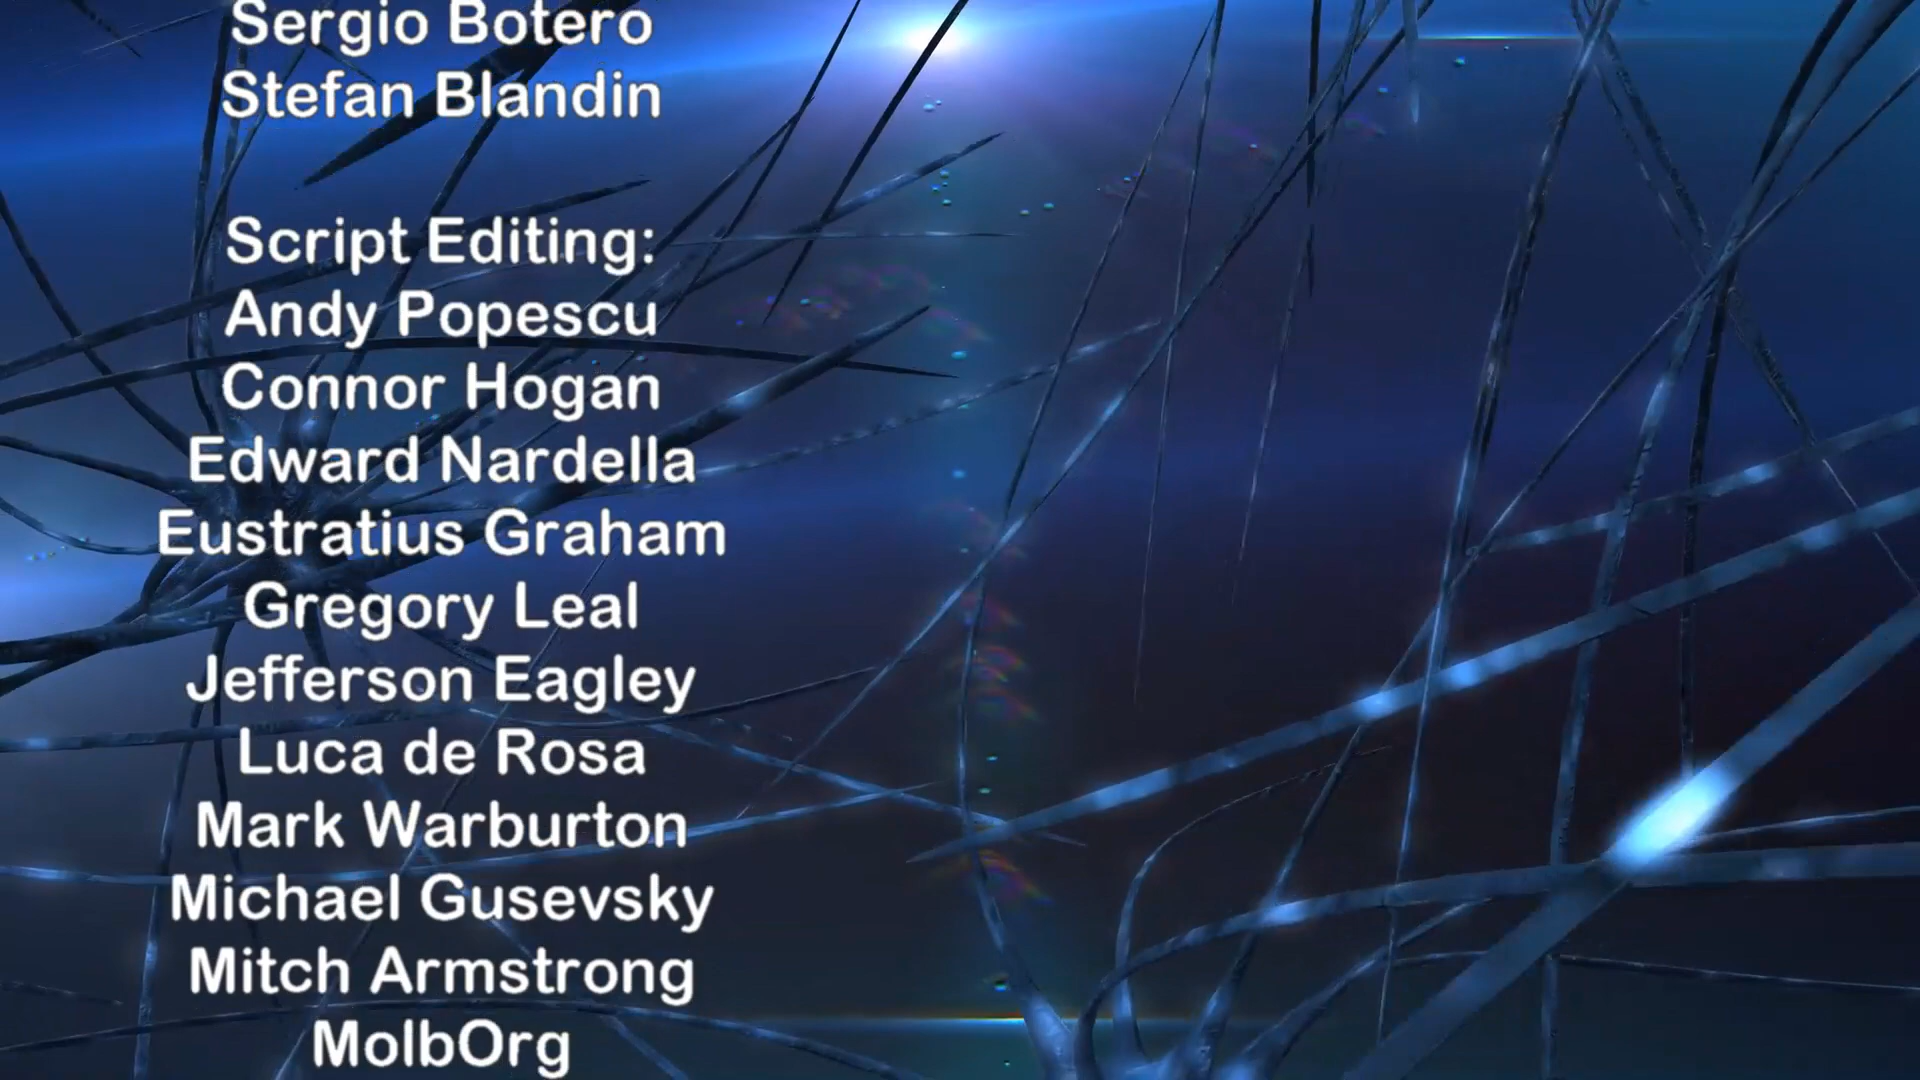 Sergio Botero
Stefan Blandin
Script Editing:
Andy Popescu
Connor Hogan
Edward Nardella
Eustratius Graham
Gregory Leal
Jefferson Eagley
Luca de Rosa
Mark Warburton
Michael Gusevsky
Mitch Armstrong
MolbOrg